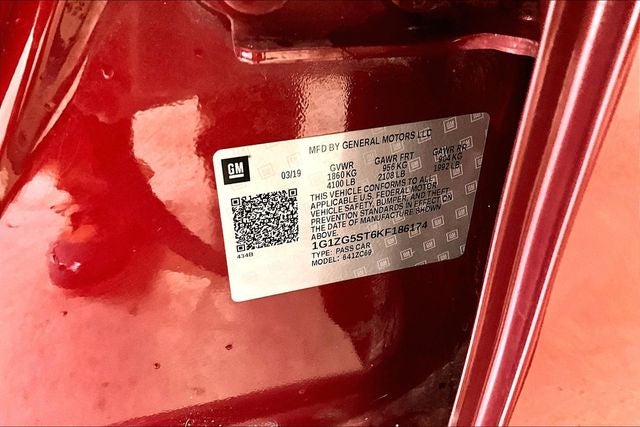 MFD BY GENERAL MOTORS LLC
GM
03/19
GVWR GAWR FRT GAWR RR
1860 KG 956 KG 904 KG
4100 LB 2108 LB 1992 LB
THIS VEHICLE CONFORMS TO ALL
APPLICABLE U.S. FEDERAL MOTOR
VEHICLE SAFETY, BUMPER, AND THEFT
PREVENTION STANDARDS IN EFFECT ON
THE DATE OF MANUFACTURE SHOWN
ABOVE.
1G1ZG5ST6KF186174
TYPE: PASS CAR
MODEL: 641ZC69
434B